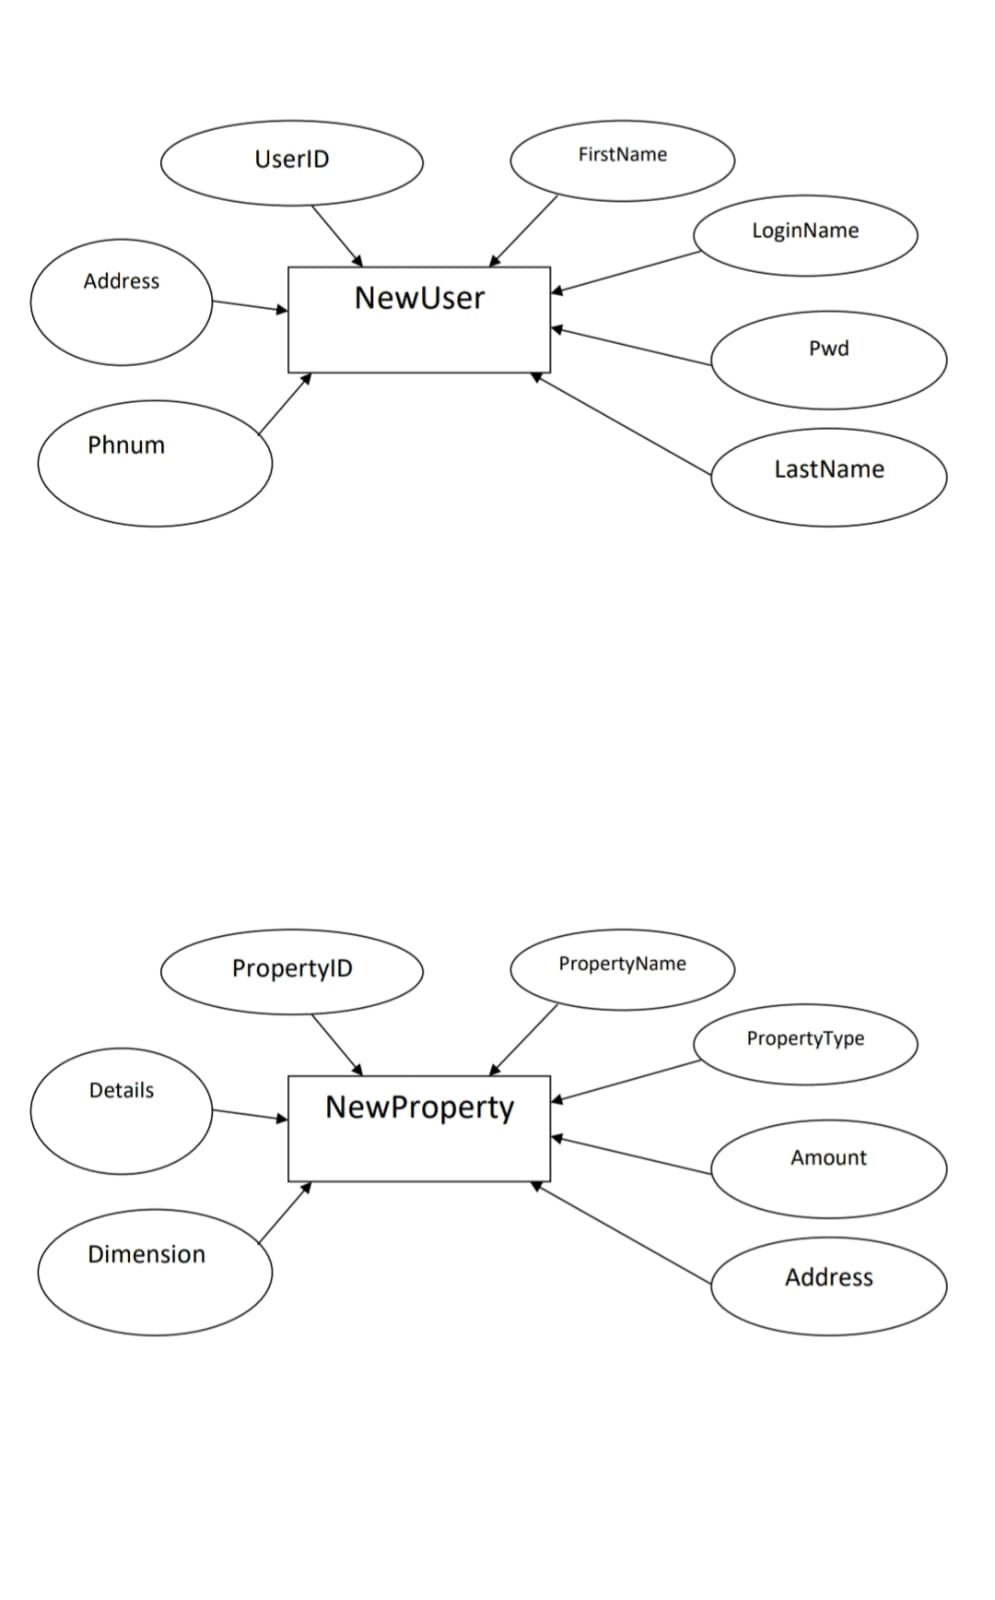 UserID
FirstName
LoginName
Address
NewUser
Pwd
Phnum
LastName
PropertyID
PropertyName
PropertyType
Details
NewProperty
Amount
Dimension
Address